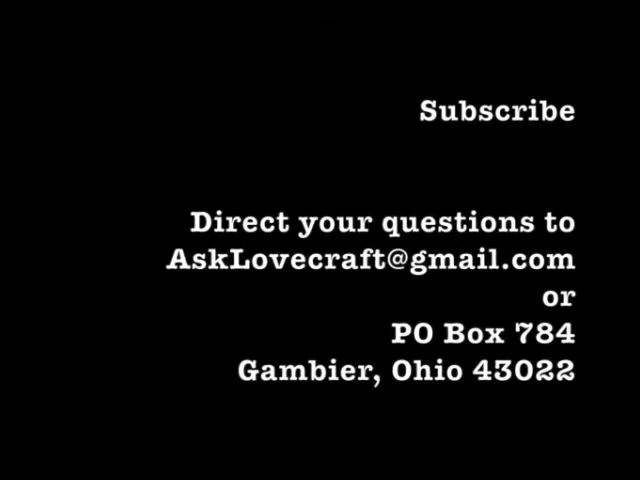 Subscribe
Direct your questions to
AskLovecraft@gmail.com
or
PO Box 784
Gambier, Ohio 43022